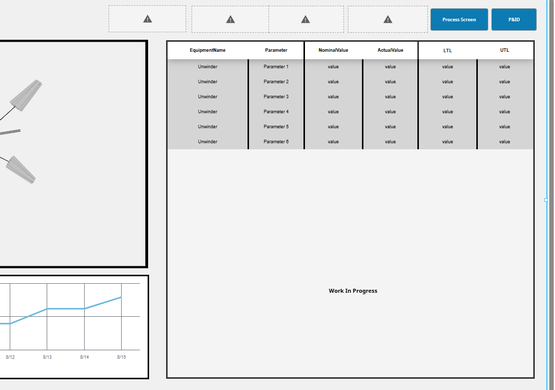 Process Screen P&ID
EquipmentName Parameter NominalValue ActualValue LTL UTL
Unwinder Parameter 1 value value value value
Unwinder Parameter 2 value value value value
Unwinder Parameter 3 value value value value
Unwinder Parameter 4 value value value value
Unwinder Parameter 5 value value value value
Unwinder Parameter 6 value value value value
Work In Progress
8/12 8/13 8/14 8/15